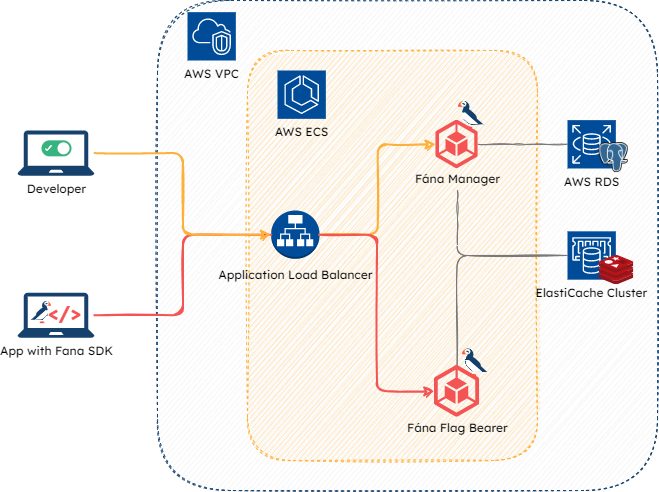 AWS VPC
AWS ECS
Developer
Fána Manager
AWS RDS
Application Load Balancer
ElastiCache Cluster
</>
App with Fana SDK
Fána Flag Bearer